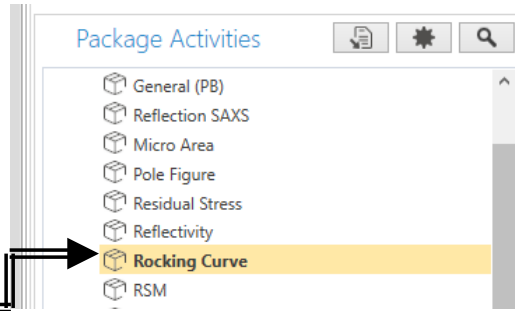 Package Activities
General (PB)
Reflection SAXS
Micro Area
Pole Figure
Residual Stress
Reflectivity
Rocking Curve
RSM